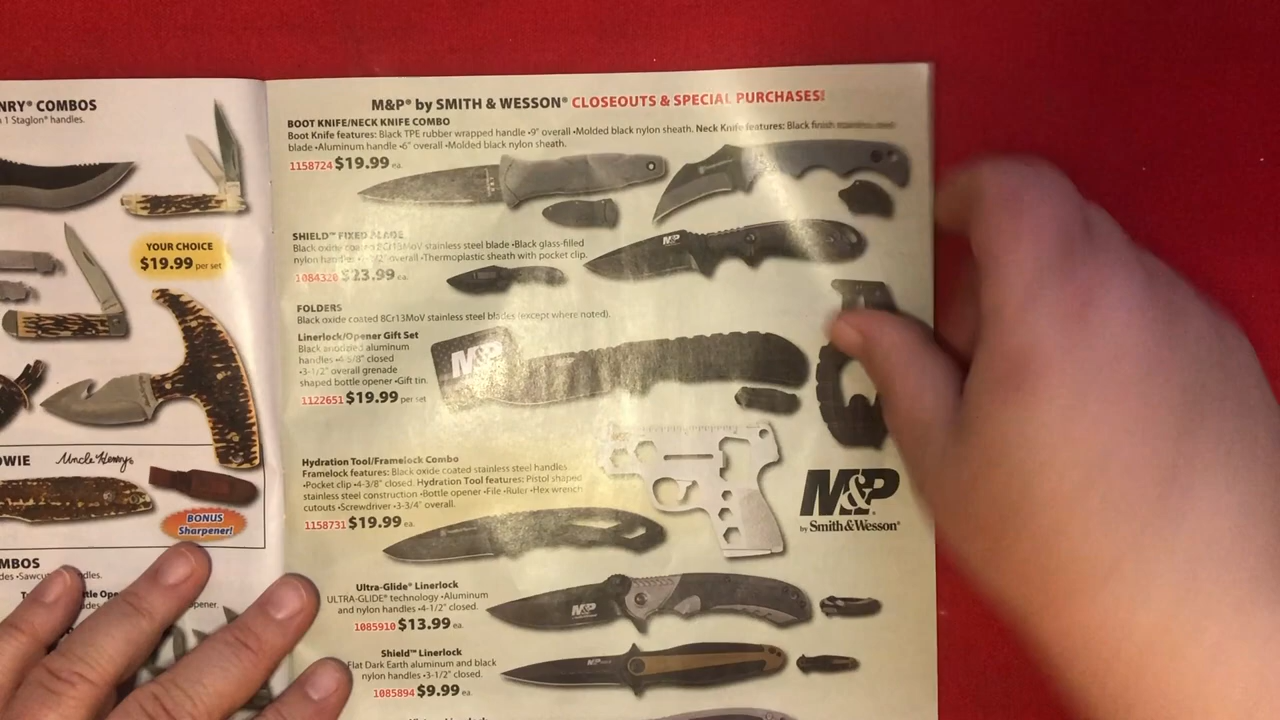 NRY® COMBOS
1 Staglon® handles.
YOUR CHOICE
$19.99 per set
OWIE Uncle Henry®
BONUS
Sharpener!
MBOS
M&P® by SMITH & WESSON® CLOSEOUTS & SPECIAL PURCHASES!
BOOT KNIFE/NECK KNIFE COMBO
Boot Knife features: Black TPE rubber wrapped handle •9" overall •Molded black nylon sheath. Neck Knife features: Black finish stainless steel
blade •Aluminum handle •6" overall •Molded black nylon sheath.
1158724 $19.99 ea.
SHIELD™ FIXED BLADE
Black oxide coated 8Cr13MoV stainless steel blade •Black glass-filled
nylon handles overall •Thermoplastic sheath with pocket clip.
1084320 $23.99 ea.
M&P
FOLDERS
Black oxide coated 8Cr13MoV stainless steel blades (except where noted).
Linerlock/Opener Gift Set
Black anodized aluminum
handles •4-5/8" closed
•3-1/2" overall grenade
shaped bottle opener •Gift tin.
1122651 $19.99 per set
M&P
Hydration Tool/Framelock Combo
Framelock features: Black oxide coated stainless steel handles
•Pocket clip •4-3/8" closed. Hydration Tool features: Pistol shaped
stainless steel construction •Bottle opener •File •Ruler •Hex wrench
cutouts •Screwdriver •3-3/4" overall.
1158731 $19.99 ea.
M&P®
by Smith&Wesson®
Ultra-Glide® Linerlock
ULTRA-GLIDE® technology •Aluminum
and nylon handles •4-1/2" closed.
1085910 $13.99 ea.
M&P
Shield™ Linerlock
Flat Dark Earth aluminum and black
nylon handles •3-1/2" closed.
1085894 $9.99 ea.
M&P